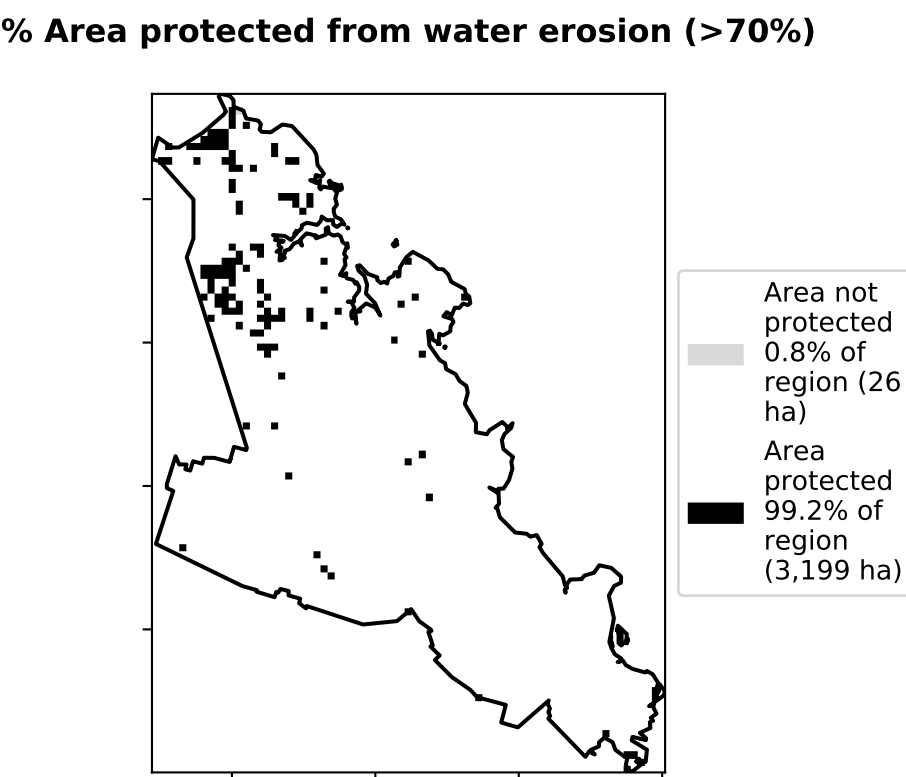 % Area protected from water erosion (>70%)
Area not
protected
0.8% of
region (26
ha)
Area
protected
99.2% of
region
(3,199 ha)